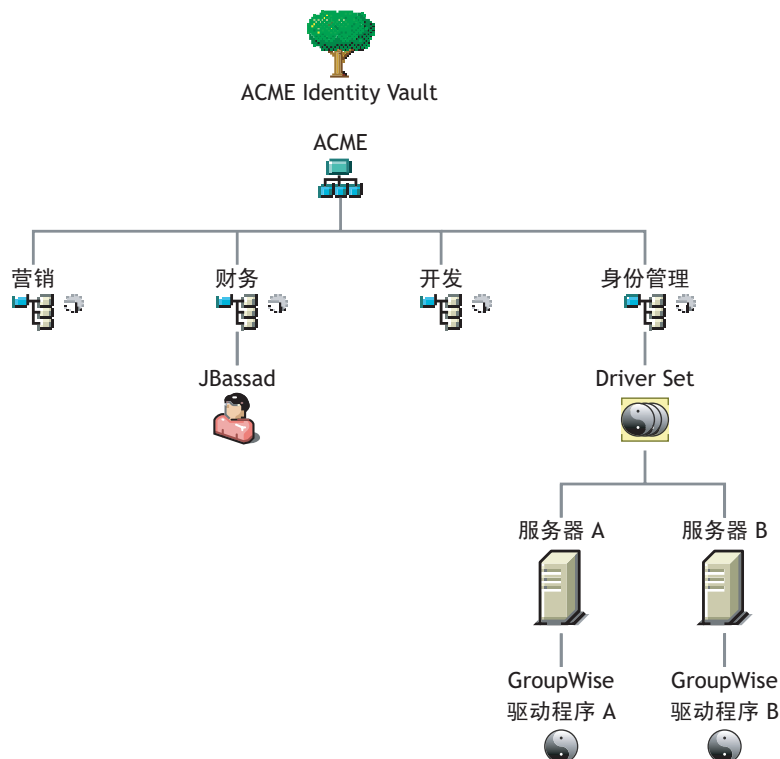 ACME Identity Vault
ACME
营销
财务
开发
身份管理
JBassad
Driver Set
服务器 A
服务器 B
GroupWise
驱动程序 A
GroupWise
驱动程序 B